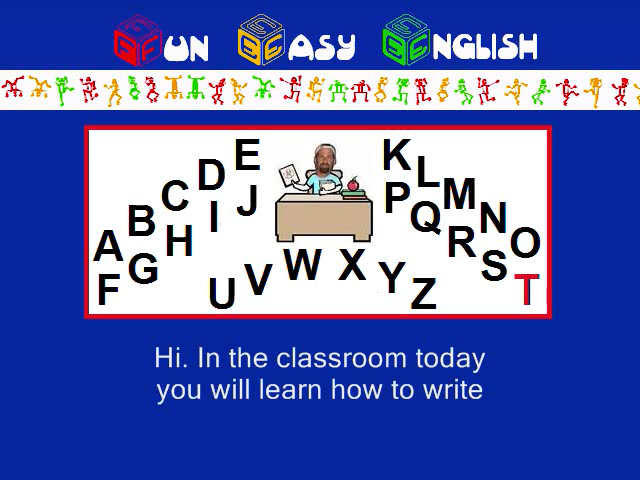 FUN EASY ENGLISH
A B C D E K L M N O
F G H I J P Q R S T
U V W X Y Z
Hi. In the classroom today
you will learn how to write